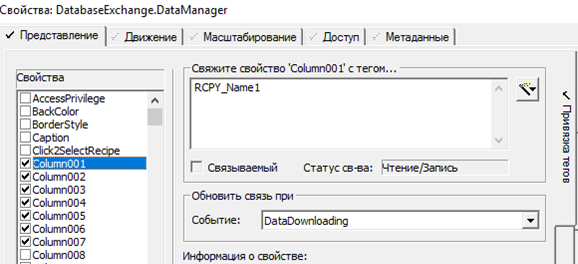 Свойства: DatabaseExchange.DataManager
Представление Движение Масштабирование Доступ Метаданные
Свойства
AccessPrivilege
BackColor
BorderStyle
Caption
Click2SelectRecipe
Column001
Column002
Column003
Column004
Column005
Column006
Column007
Column008
Свяжите свойство 'Column001' с тегом...
RCPY_Name1
Связываемый Статус св-ва: Чтение/Запись
Обновить связь при
Событие: DataDownloading
Информация о свойстве:
Привязка тегов